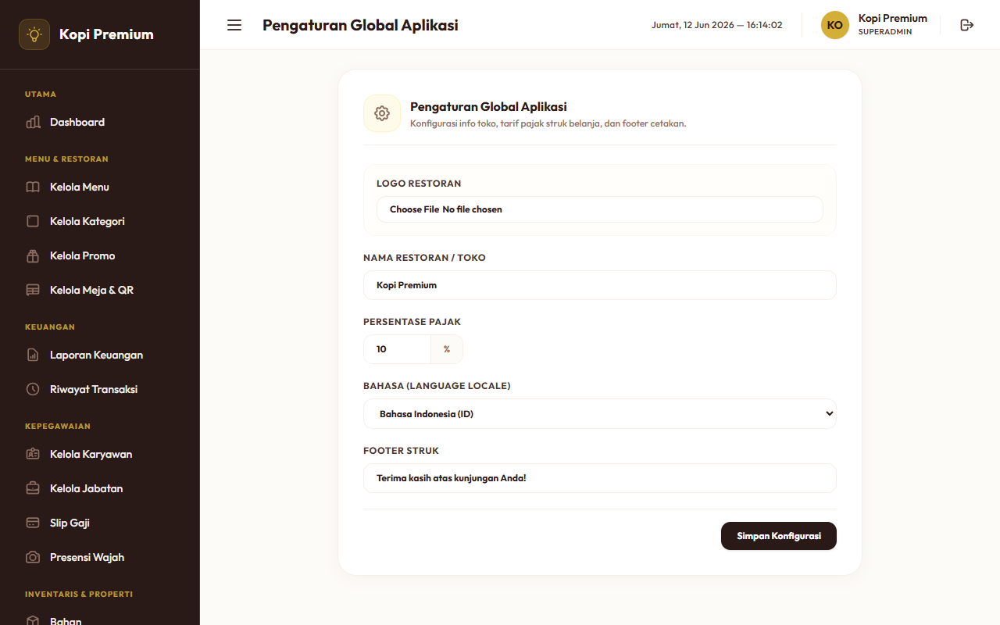 Kopi Premium
UTAMA
Dashboard
MENU & RESTORAN
Kelola Menu
Kelola Kategori
Kelola Promo
Kelola Meja & QR
KEUANGAN
Laporan Keuangan
Riwayat Transaksi
KEPEGAWAIAN
Kelola Karyawan
Kelola Jabatan
Slip Gaji
Presensi Wajah
INVENTARIS & PROPERTI
Bahan
Pengaturan Global Aplikasi
Jumat, 12 Jun 2026 — 16:14:02
KO
Kopi Premium
SUPERADMIN
Pengaturan Global Aplikasi
Konfigurasi info toko, tarif pajak struk belanja, dan footer cetakan.
LOGO RESTORAN
Choose File No file chosen
NAMA RESTORAN / TOKO
Kopi Premium
PERSENTASE PAJAK
10 %
BAHASA (LANGUAGE LOCALE)
Bahasa Indonesia (ID)
FOOTER STRUK
Terima kasih atas kunjungan Anda!
Simpan Konfigurasi